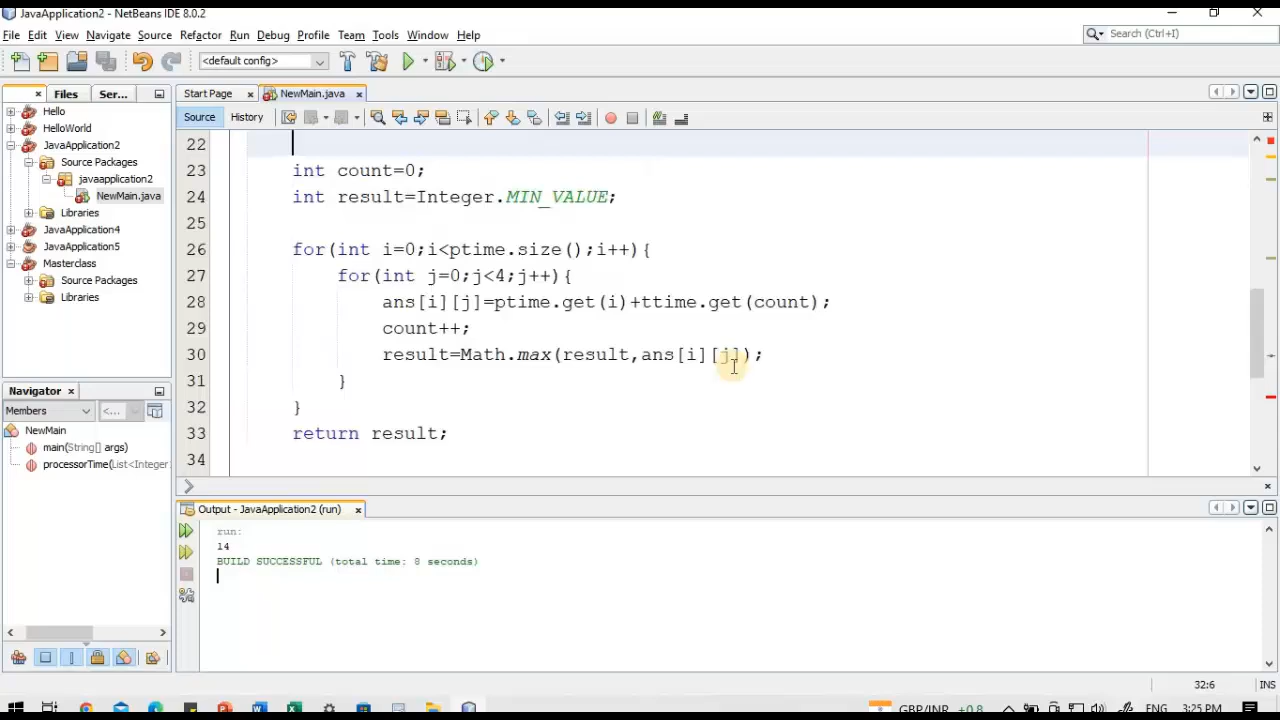 JavaApplication2 - NetBeans IDE 8.0.2
File Edit View Navigate Source Refactor Run Debug Profile Team Tools Window Help
Search (Ctrl+I)
<default config>
Files Ser...
Start Page NewMain.java
Source History
Hello
HelloWorld
JavaApplication2
Source Packages
javaapplication2
NewMain.java
Libraries
JavaApplication4
JavaApplication5
Masterclass
Source Packages
Libraries
22
23 int count=0;
24 int result=Integer.MIN_VALUE;
25
26 for(int i=0;i<ptime.size();i++){
27 for(int j=0;j<4;j++){
28 ans[i][j]=ptime.get(i)+ttime.get(count);
29 count++;
30 result=Math.max(result,ans[i][j]);
31 }
32 }
33 return result;
34
Navigator
Members <...
NewMain
main(String[] args)
processorTime(List<Integer
Output - JavaApplication2 (run)
run:
14
BUILD SUCCESSFUL (total time: 8 seconds)
32:6 INS
GBP/INR +0.8 ENG 3:25 PM